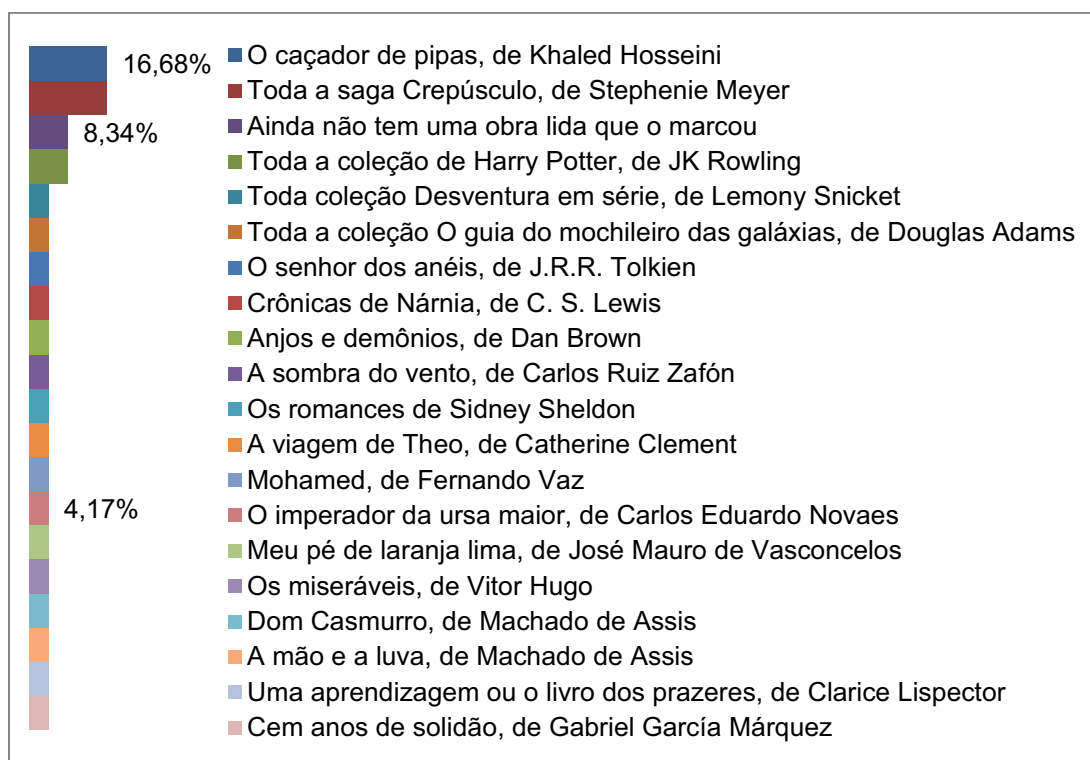 16,68%
O caçador de pipas, de Khaled Hosseini
Toda a saga Crepúsculo, de Stephenie Meyer
8,34%
Ainda não tem uma obra lida que o marcou
Toda a coleção de Harry Potter, de JK Rowling
Toda coleção Desventura em série, de Lemony Snicket
Toda a coleção O guia do mochileiro das galáxias, de Douglas Adams
O senhor dos anéis, de J.R.R. Tolkien
Crônicas de Nárnia, de C. S. Lewis
Anjos e demônios, de Dan Brown
A sombra do vento, de Carlos Ruiz Zafón
Os romances de Sidney Sheldon
A viagem de Theo, de Catherine Clement
Mohamed, de Fernando Vaz
4,17%
O imperador da ursa maior, de Carlos Eduardo Novaes
Meu pé de laranja lima, de José Mauro de Vasconcelos
Os miseráveis, de Vitor Hugo
Dom Casmurro, de Machado de Assis
A mão e a luva, de Machado de Assis
Uma aprendizagem ou o livro dos prazeres, de Clarice Lispector
Cem anos de solidão, de Gabriel García Márquez